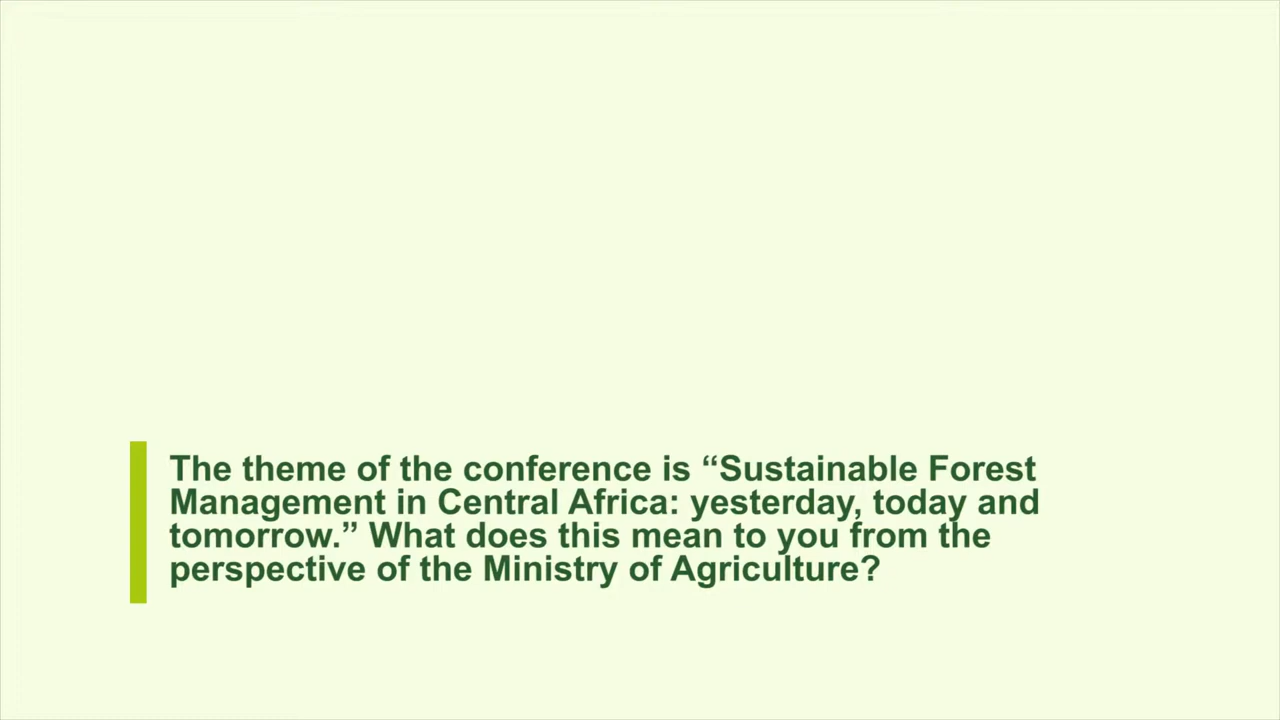 The theme of the conference is “Sustainable Forest
Management in Central Africa: yesterday, today and
tomorrow.” What does this mean to you from the
perspective of the Ministry of Agriculture?